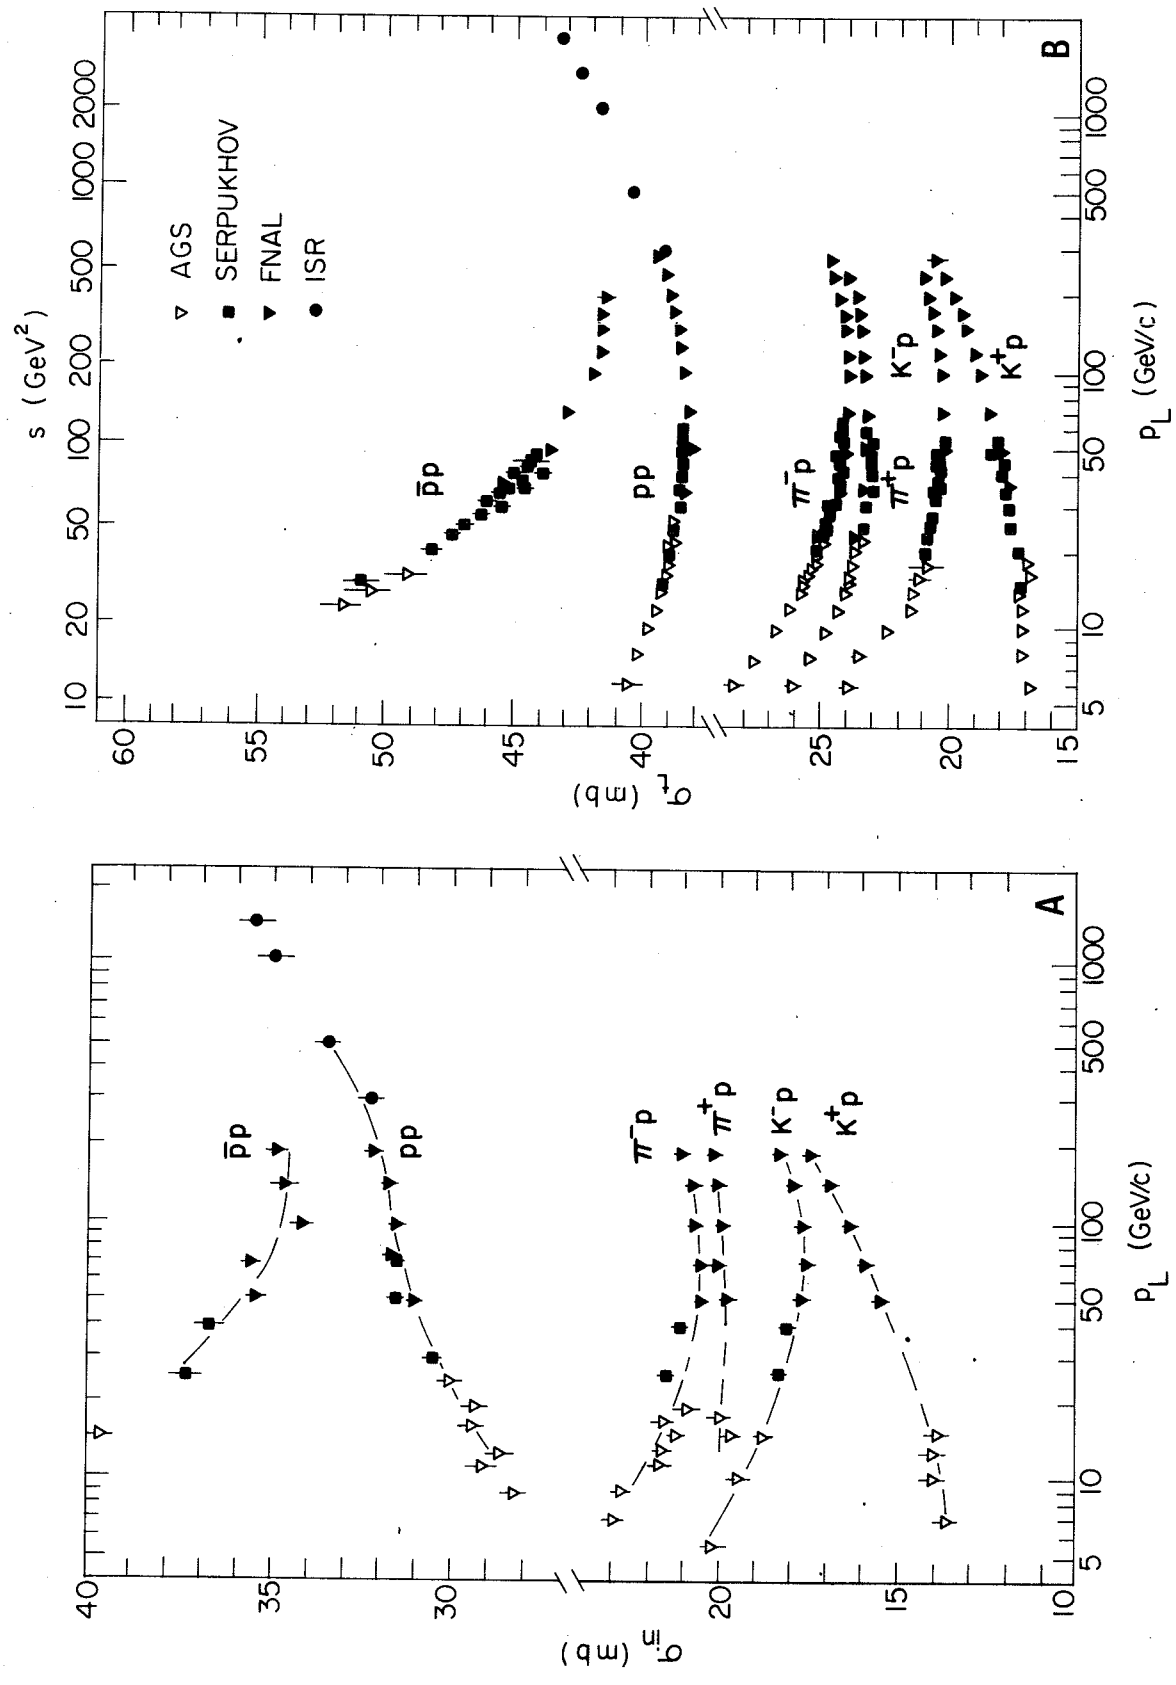 s (GeV²)
10 20 50 100 200 500 1000 2000
60
55
50
45
40
25
20
15
σt (mb)
▽ AGS
■ SERPUKHOV
▼ FNAL
● ISR
p̄p
pp
π⁻p
π⁺p
K⁻p
K⁺p
B
5 10 50 100 500 1000
pL (GeV/c)
40
35
30
20
15
10
σin (mb)
p̄p
pp
π⁻p
π⁺p
K⁻p
K⁺p
A
5 10 50 100 500 1000
pL (GeV/c)